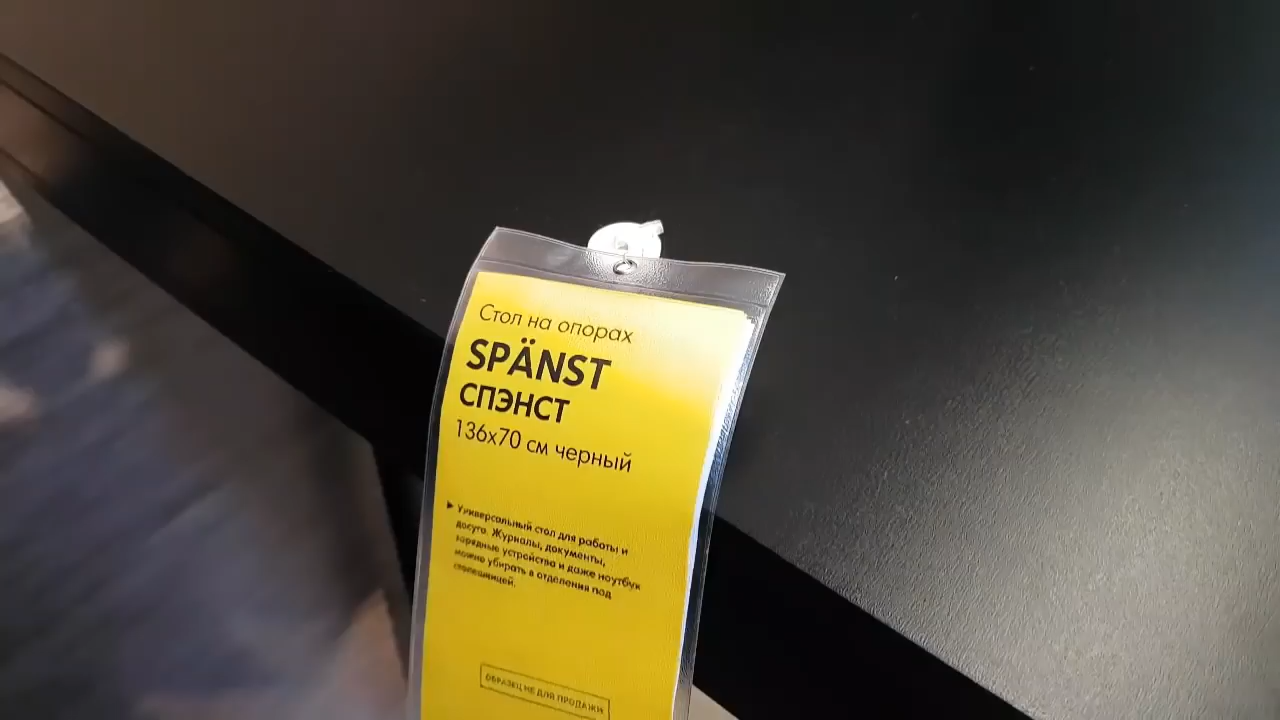 Стол на опорах
SPÄNST
СПЭНСТ
136x70 см черный
▶ Универсальный стол для работы и
досуга. Журналы, документы,
зарядные устройства и даже ноутбук
можно убирать в отделения под
столешницей.
ОБРАЗЕЦ НЕ ДЛЯ ПРОДАЖИ